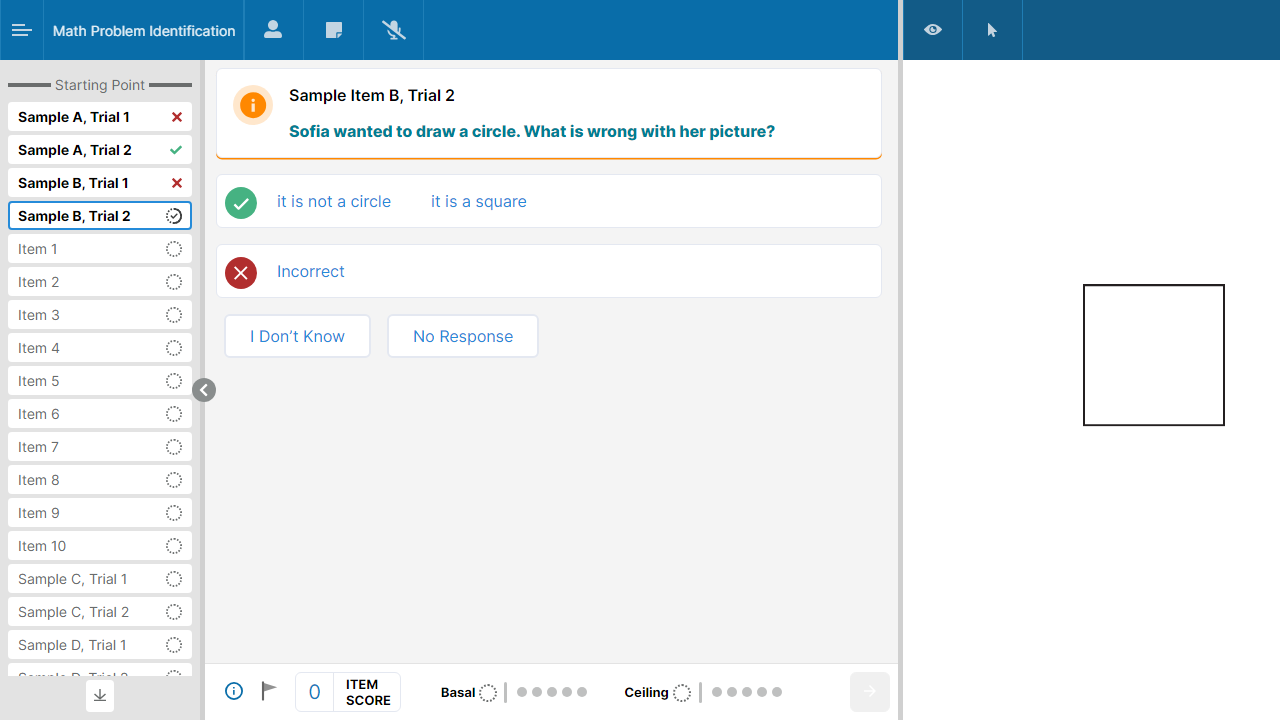 Math Problem Identification
Starting Point
Sample A, Trial 1
Sample A, Trial 2
Sample B, Trial 1
Sample B, Trial 2
Item 1
Item 2
Item 3
Item 4
Item 5
Item 6
Item 7
Item 8
Item 9
Item 10
Sample C, Trial 1
Sample C, Trial 2
Sample D, Trial 1
Sample Item B, Trial 2
Sofia wanted to draw a circle. What is wrong with her picture?
it is not a circle it is a square
Incorrect
I Don’t Know No Response
0 ITEM SCORE
Basal Ceiling